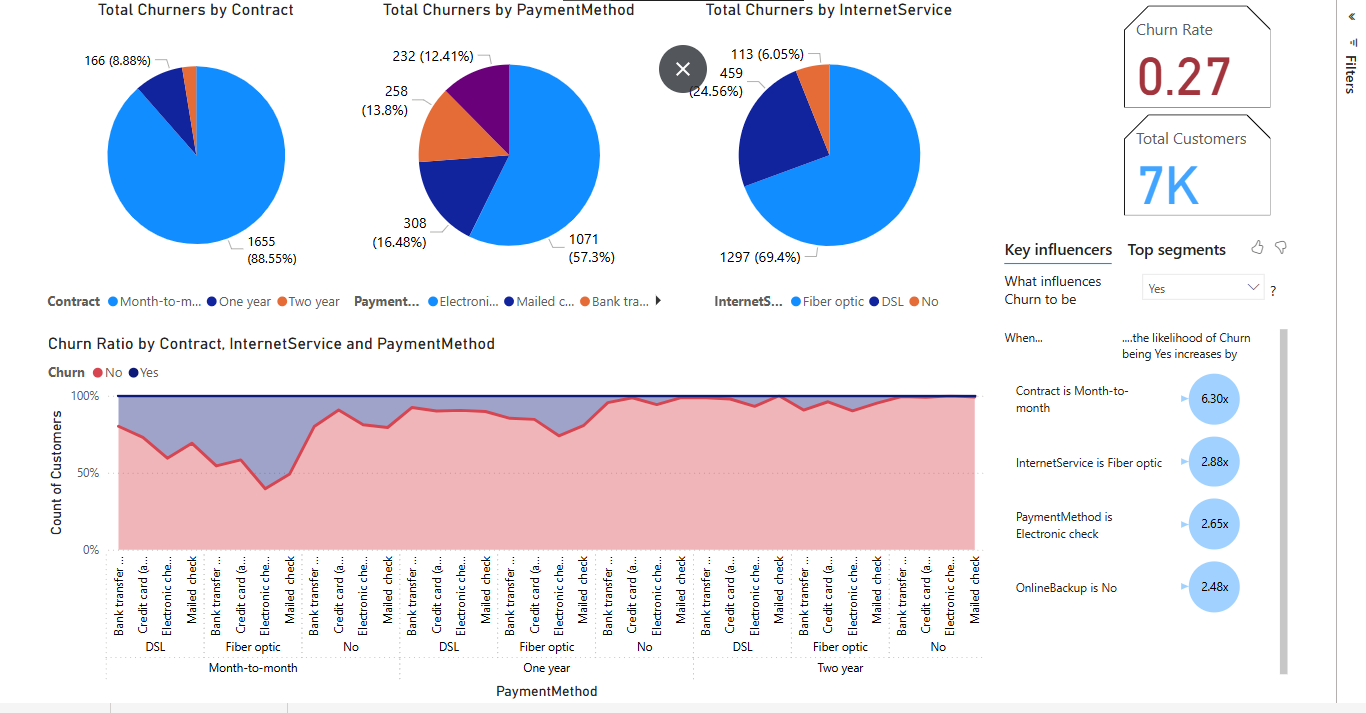 Total Churners by Contract
Total Churners by PaymentMethod
Total Churners by InternetService
166 (8.88%)
1655
(88.55%)
Contract Month-to-m... One year Two year
232 (12.41%)
258
(13.8%)
308
(16.48%)
1071
(57.3%)
Payment... Electroni... Mailed c... Bank tra...
113 (6.05%)
459
(24.56%)
1297 (69.4%)
InternetS... Fiber optic DSL No
Churn Rate
0.27
Total Customers
7K
Filters
Key influencers Top segments
What influences
Churn to be
Yes
?
When...
....the likelihood of Churn
being Yes increases by
Contract is Month-to-
month
6.30x
InternetService is Fiber optic
2.88x
PaymentMethod is
Electronic check
2.65x
OnlineBackup is No
2.48x
Churn Ratio by Contract, InternetService and PaymentMethod
Churn No Yes
Count of Customers
100%
50%
0%
Bank transfer ...
Credit card (a...
Electronic che...
Mailed check
Bank transfer ...
Credit card (a...
Electronic che...
Mailed check
Bank transfer ...
Credit card (a...
Electronic che...
Mailed check
Bank transfer ...
Credit card (a...
Electronic che...
Mailed check
Bank transfer ...
Credit card (a...
Electronic che...
Mailed check
Bank transfer ...
Credit card (a...
Electronic che...
Mailed check
Bank transfer ...
Credit card (a...
Electronic che...
Mailed check
Bank transfer ...
Credit card (a...
Electronic che...
Mailed check
Bank transfer ...
Credit card (a...
Electronic che...
Mailed check
DSL Fiber optic No DSL Fiber optic No DSL Fiber optic No
Month-to-month One year Two year
PaymentMethod